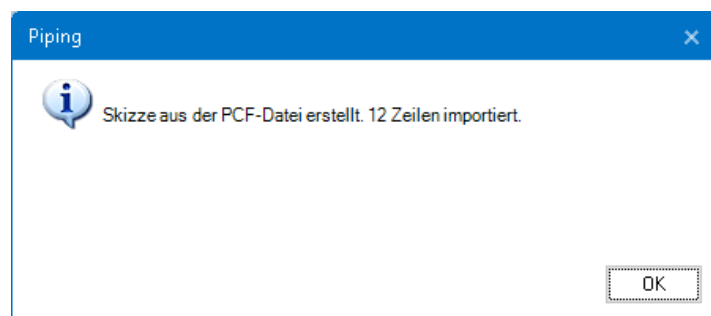 Piping
Skizze aus der PCF-Datei erstellt. 12 Zeilen importiert.
OK